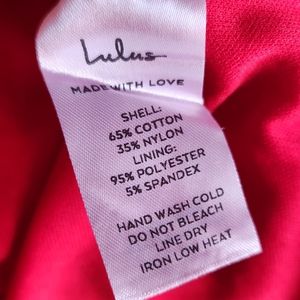 Lulus
MADE WITH LOVE
SHELL:
65% COTTON
35% NYLON
LINING:
95% POLYESTER
5% SPANDEX
HAND WASH COLD
DO NOT BLEACH
LINE DRY
IRON LOW HEAT